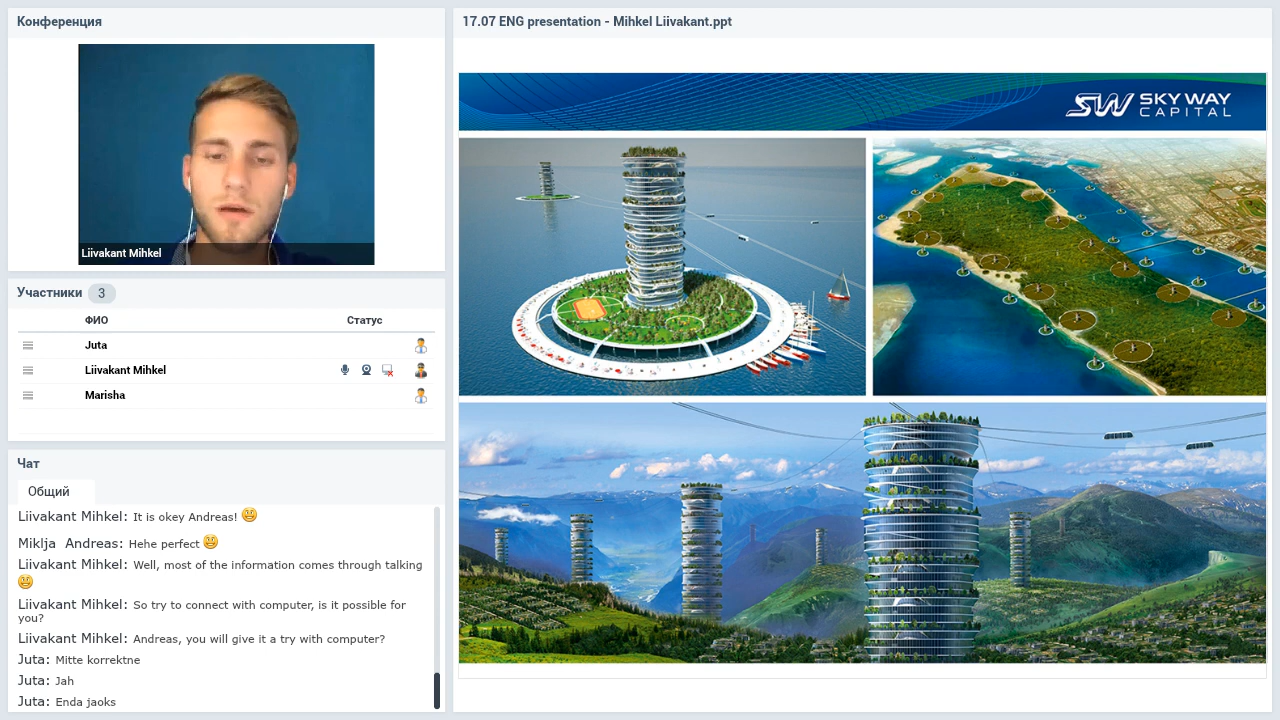 Конференция
Liivakant Mihkel
Участники 3
ФИО Статус
Juta
Liivakant Mihkel
Marisha
Чат
Общий
Liivakant Mihkel: It is okey Andreas!
Miklja Andreas: Hehe perfect
Liivakant Mihkel: Well, most of the information comes through talking
Liivakant Mihkel: So try to connect with computer, is it possible for
you?
Liivakant Mihkel: Andreas, you will give it a try with computer?
Juta: Mitte korrektne
Juta: Jah
Juta: Enda jaoks
17.07 ENG presentation - Mihkel Liivakant.ppt
SW SKY WAY
CAPITAL